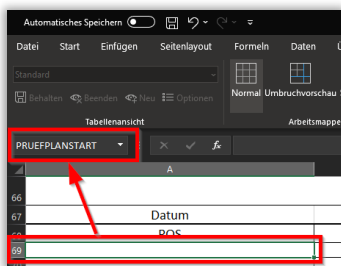 Automatisches Speichern
Datei Start Einfügen Seitenlayout Formeln Daten
Standard
Behalten Beenden Neu Optionen
Normal Umbruchvorschau
Tabellenansicht Arbeitsmappe
PRUEFPLANSTART fx
A
66
67 Datum
68 POS
69